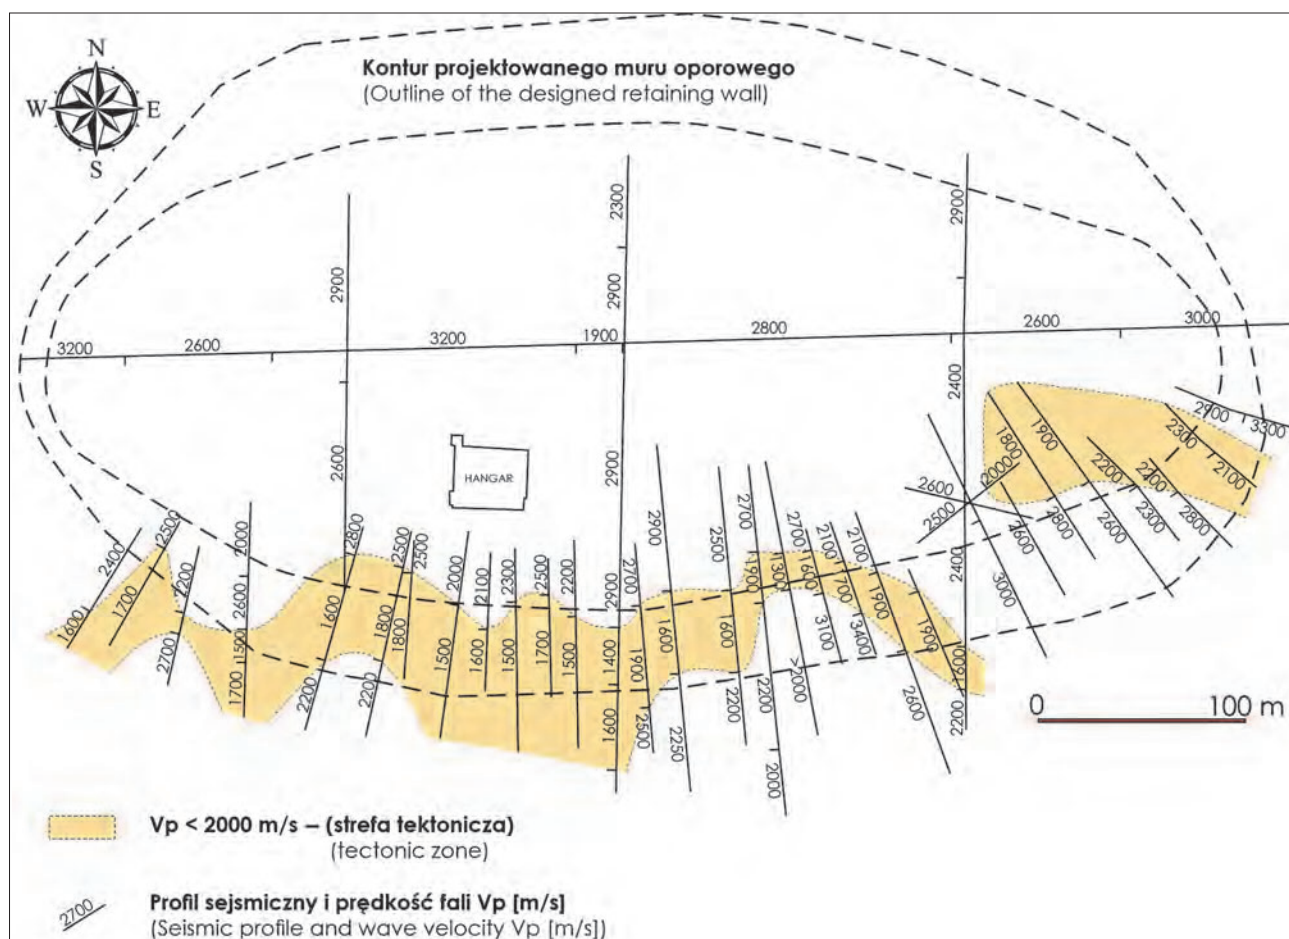 N
W E
S
Kontur projektowanego muru oporowego
(Outline of the designed retaining wall)
2300
2900
2900
2900
3200 2600 3200 1900 2800 2600 3000
2400
2600
2900
HANGAR
2900 3300
1800 1900 2300 2100
2000 2200 2400
2600 2500
2600 2800 2600 2300 2800
2400 2500 2200 2000 2800 2500 2500 2000 2100 2300 2500 2200 2900 2700 2900 2500 2700 2700 2100 2100 2400
1600 1700 2700 2600 1500 1700
1600 2200 1800 1800 2200
1500 1600 1500 1700 1500 1400 1600
1900 2500 1600 2250 1600 2200
1900 2200 2000 1300 >2000 1600 3100
1700 3400 1900 2600 1900 1800 2200 3000
0 100 m
Vp < 2000 m/s – (strefa tektonicza)
(tectonic zone)
2700
Profil sejsmiczny i prędkość fali Vp [m/s]
(Seismic profile and wave velocity Vp [m/s])